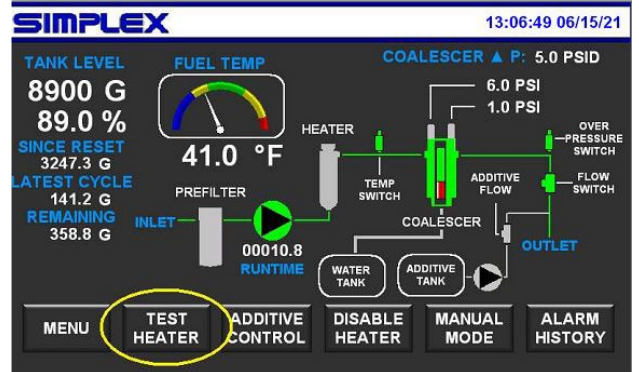 SIMPLEX
13:06:49 06/15/21
TANK LEVEL
8900 G
89.0 %
SINCE RESET
3247.3 G
LATEST CYCLE
141.2 G
REMAINING
358.8 G
FUEL TEMP
41.0 °F
COALESCER ▲ P: 5.0 PSID
6.0 PSI
1.0 PSI
HEATER
OVER
PRESSURE
SWITCH
TEMP
SWITCH
ADDITIVE
FLOW
FLOW
SWITCH
PREFILTER
INLET
COALESCER
OUTLET
00010.8
RUNTIME
WATER
TANK
ADDITIVE
TANK
MENU
TEST
HEATER
ADDITIVE
CONTROL
DISABLE
HEATER
MANUAL
MODE
ALARM
HISTORY